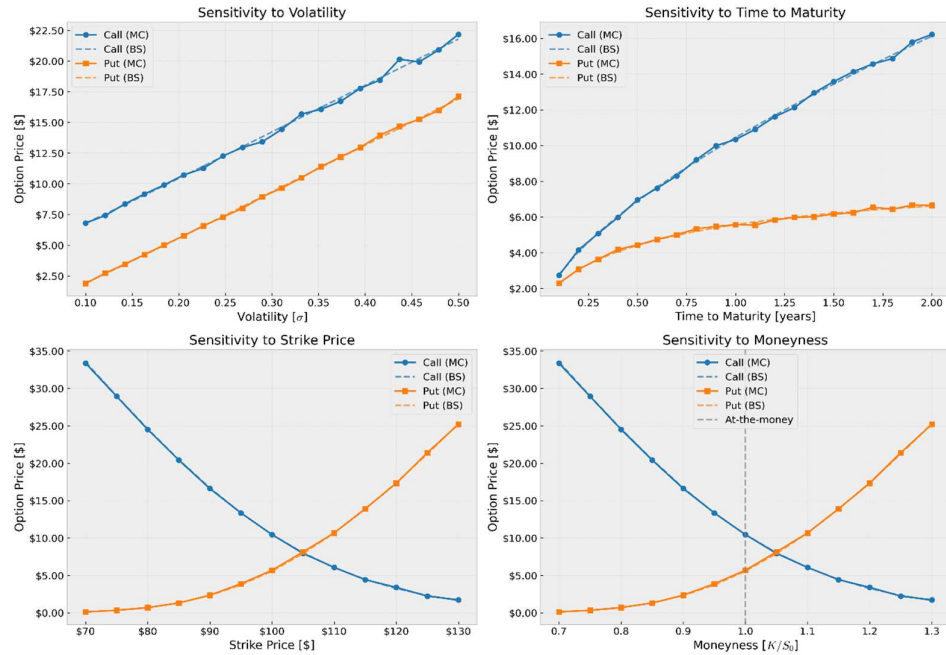 Sensitivity to Volatility
$22.50
$20.00
$17.50
$15.00
$12.50
$10.00
$7.50
$5.00
$2.50
Option Price [$]
Call (MC)
Call (BS)
Put (MC)
Put (BS)
0.10
0.15
0.20
0.25
0.30
0.35
0.40
0.45
0.50
Volatility [σ]
Sensitivity to Time to Maturity
$16.00
$14.00
$12.00
$10.00
$8.00
$6.00
$4.00
$2.00
Option Price [$]
Call (MC)
Call (BS)
Put (MC)
Put (BS)
0.25
0.50
0.75
1.00
1.25
1.50
1.75
2.00
Time to Maturity [years]
Sensitivity to Strike Price
$35.00
$30.00
$25.00
$20.00
$15.00
$10.00
$5.00
$0.00
Option Price [$]
Call (MC)
Call (BS)
Put (MC)
Put (BS)
$70
$80
$90
$100
$110
$120
$130
Strike Price [$]
Sensitivity to Moneyness
$35.00
$30.00
$25.00
$20.00
$15.00
$10.00
$5.00
$0.00
Option Price [$]
Call (MC)
Call (BS)
Put (MC)
Put (BS)
At-the-money
0.7
0.8
0.9
1.0
1.1
1.2
1.3
Moneyness [K/S₀]